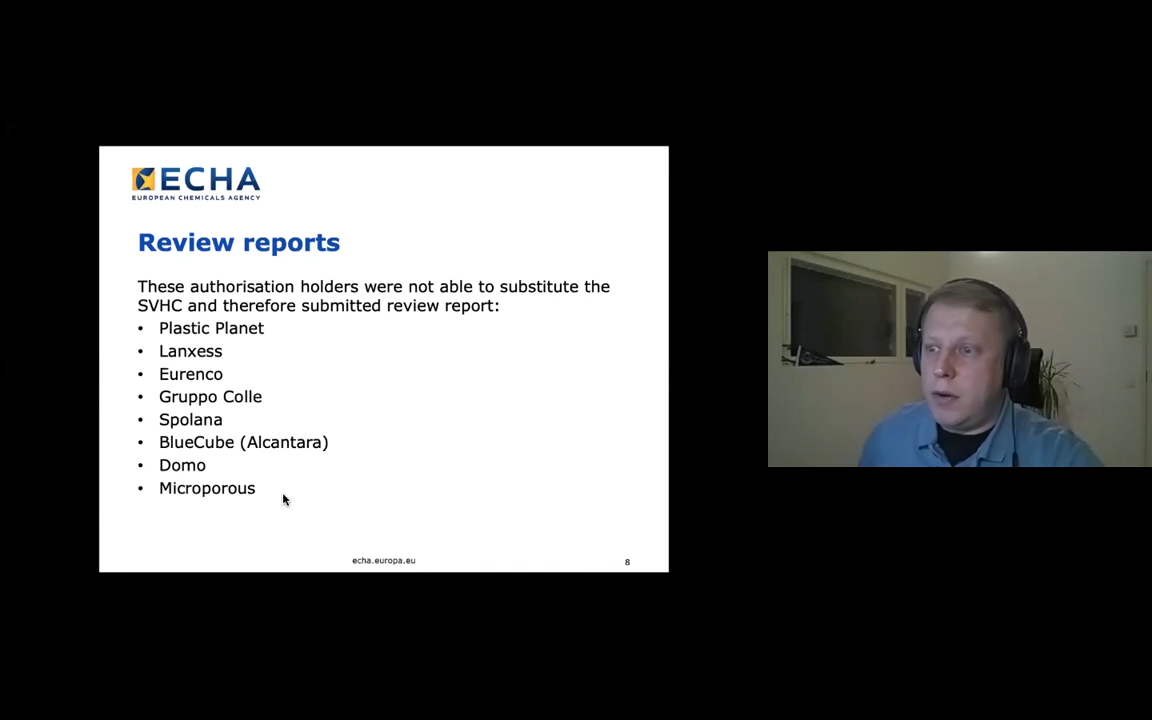 ECHA
EUROPEAN CHEMICALS AGENCY
Review reports
These authorisation holders were not able to substitute the
SVHC and therefore submitted review report:
• Plastic Planet
• Lanxess
• Eurenco
• Gruppo Colle
• Spolana
• BlueCube (Alcantara)
• Domo
• Microporous
echa.europa.eu
8